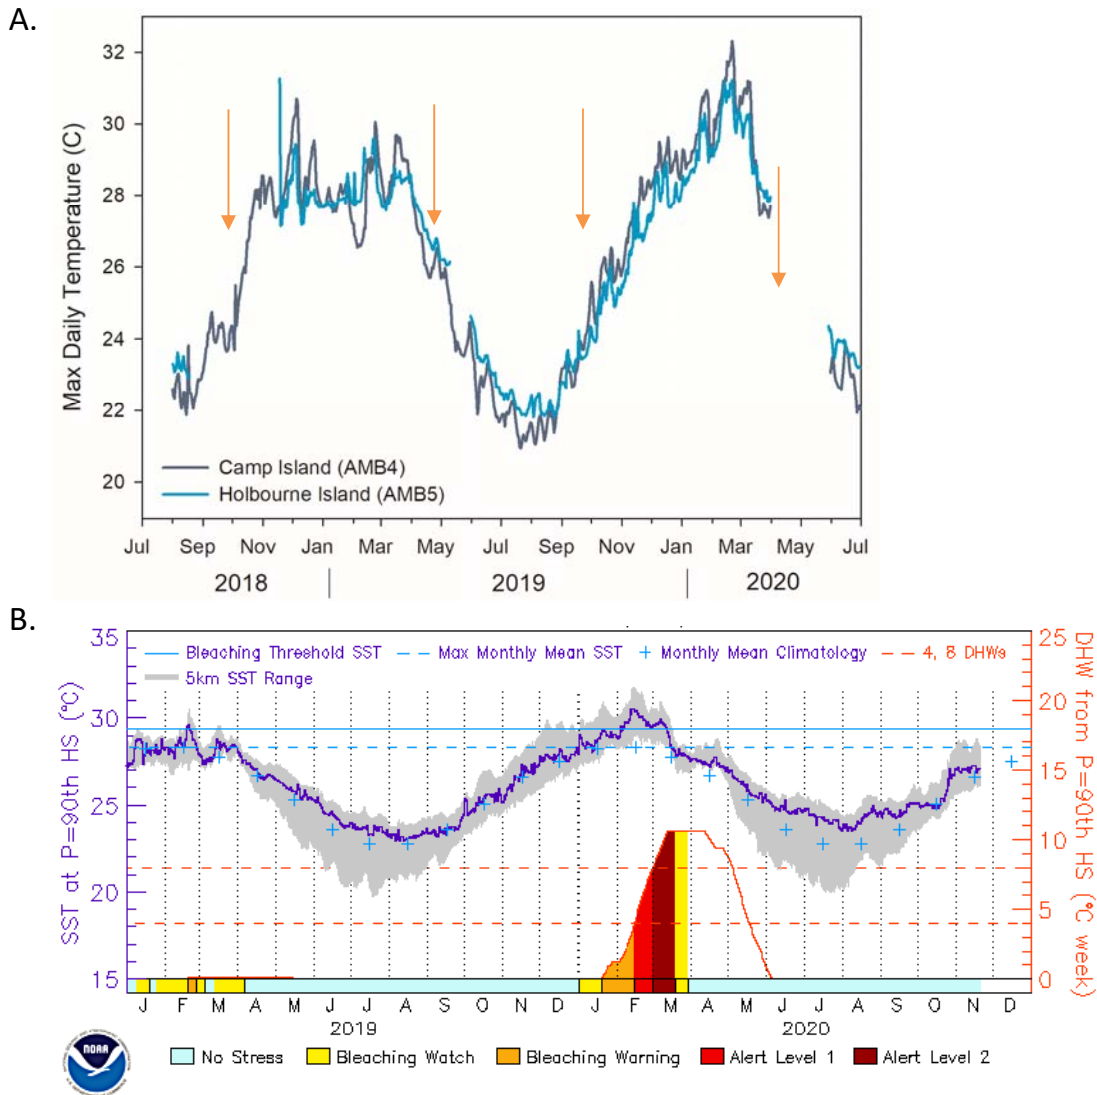 A.
Max Daily Temperature (C)
32
30
28
26
24
22
20
Camp Island (AMB4)
Holbourne Island (AMB5)
Jul Sep Nov Jan Mar May Jul Sep Nov Jan Mar May Jul
2018 2019 2020
B.
SST at P=90th HS (°C)
35
30
25
20
15
Bleaching Threshold SST Max Monthly Mean SST Monthly Mean Climatology 4, 8 DHWs
5km SST Range
25
20
15
10
5
0
DHW from P=90th HS (°C week)
J F M A M J J A S O N D J F M A M J J A S O N D
2019 2020
NOAA
No Stress Bleaching Watch Bleaching Warning Alert Level 1 Alert Level 2